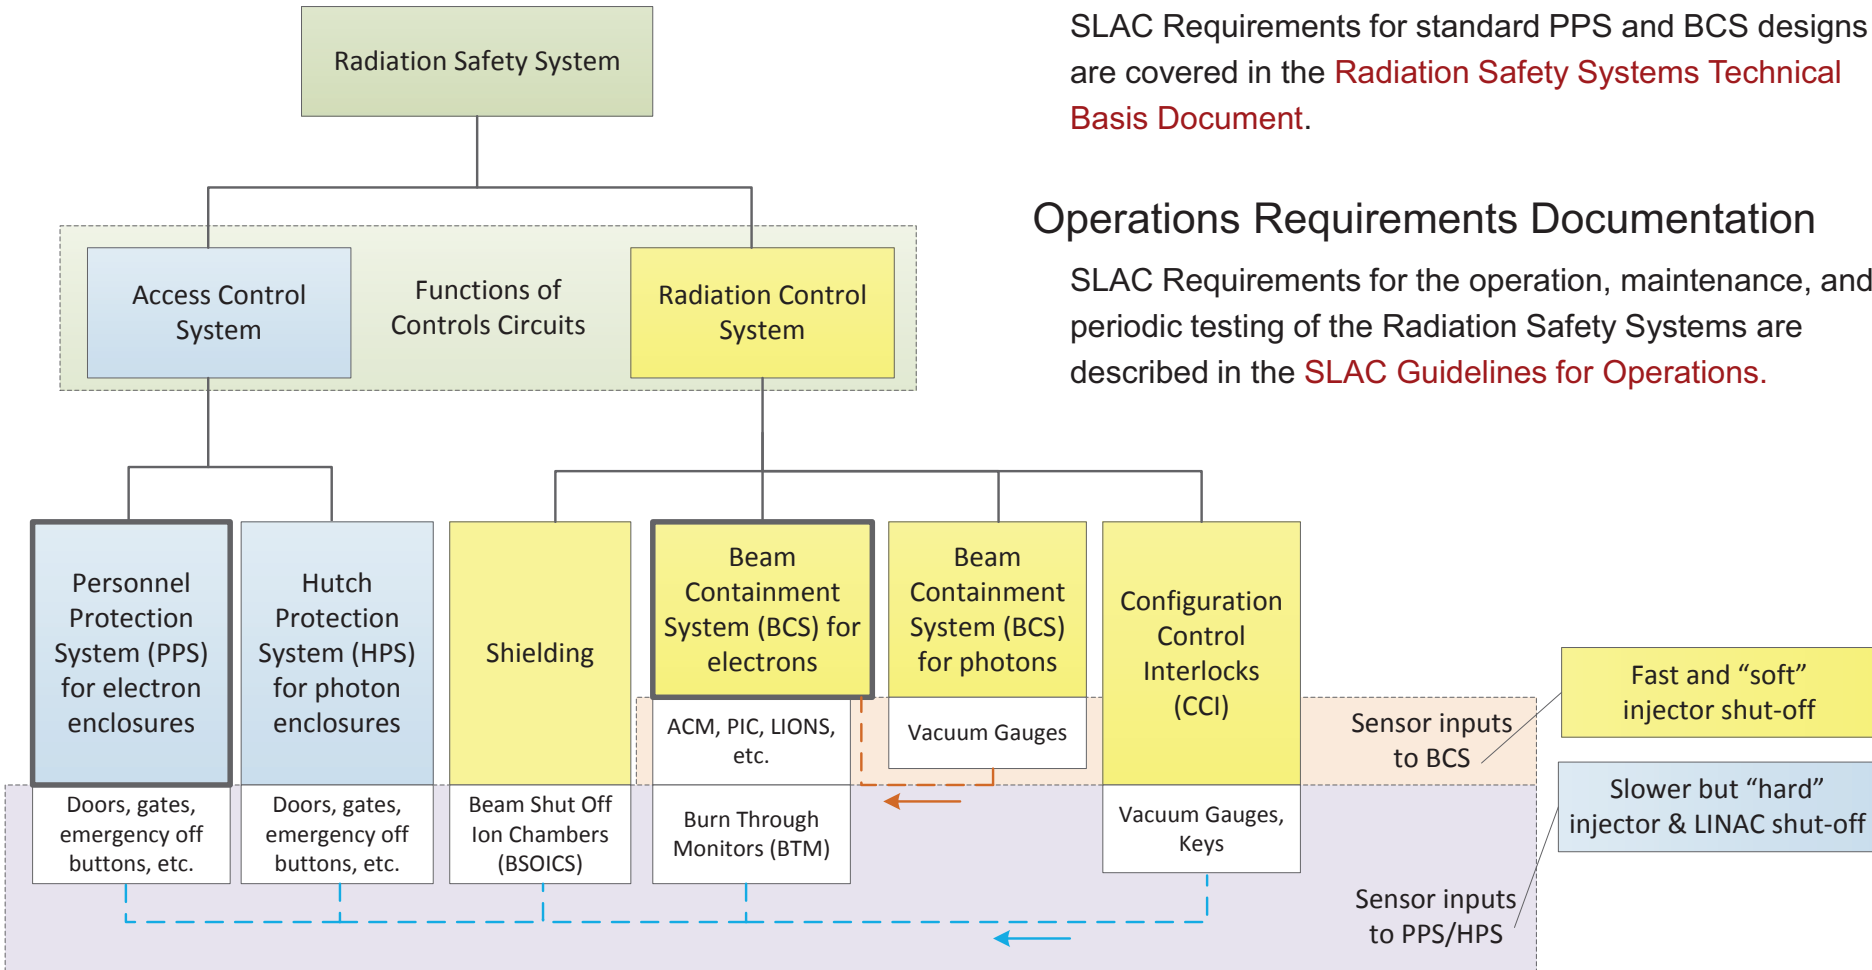 Radiation Safety System
SLAC Requirements for standard PPS and BCS designs
are covered in the Radiation Safety Systems Technical
Basis Document.
Operations Requirements Documentation
SLAC Requirements for the operation, maintenance, and
periodic testing of the Radiation Safety Systems are
described in the SLAC Guidelines for Operations.
Access Control
System
Functions of
Controls Circuits
Radiation Control
System
Personnel
Protection
System (PPS)
for electron
enclosures
Hutch
Protection
System (HPS)
for photon
enclosures
Shielding
Beam
Containment
System (BCS) for
electrons
Beam
Containment
System (BCS)
for photons
Configuration
Control
Interlocks
(CCI)
ACM, PIC, LIONS,
etc.
Vacuum Gauges
Sensor inputs
to BCS
Fast and “soft”
injector shut-off
Doors, gates,
emergency off
buttons, etc.
Doors, gates,
emergency off
buttons, etc.
Beam Shut Off
Ion Chambers
(BSOICS)
Burn Through
Monitors (BTM)
Vacuum Gauges,
Keys
Slower but “hard”
injector & LINAC shut-off
Sensor inputs
to PPS/HPS